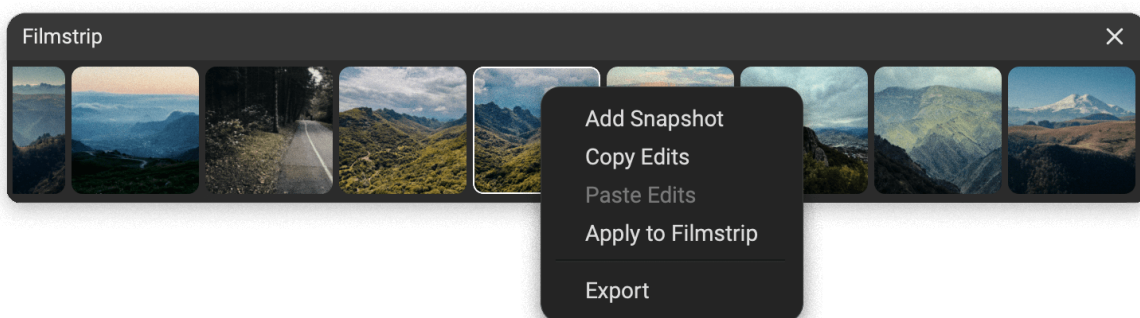 Filmstrip
Add Snapshot
Copy Edits
Paste Edits
Apply to Filmstrip
Export